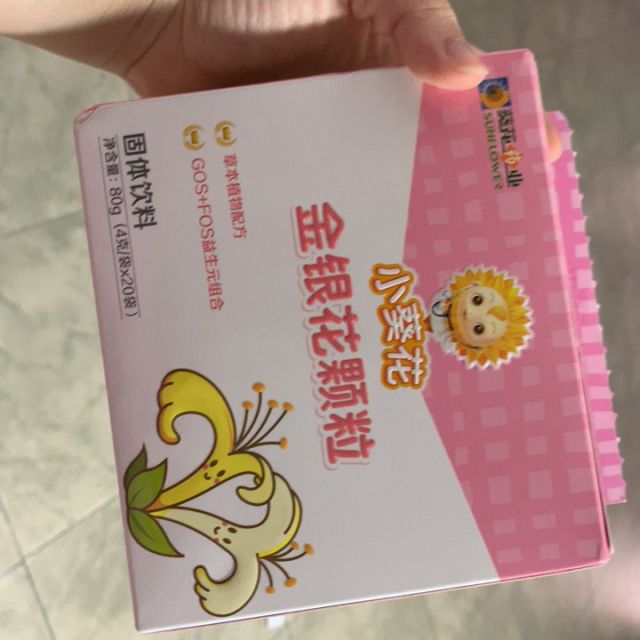 葵花药业
SUNFLOWER
小葵花
金银花颗粒
草本植物配方
GOS+FOS益生元组合
固体饮料
净含量: 80g (4克/袋x20袋)